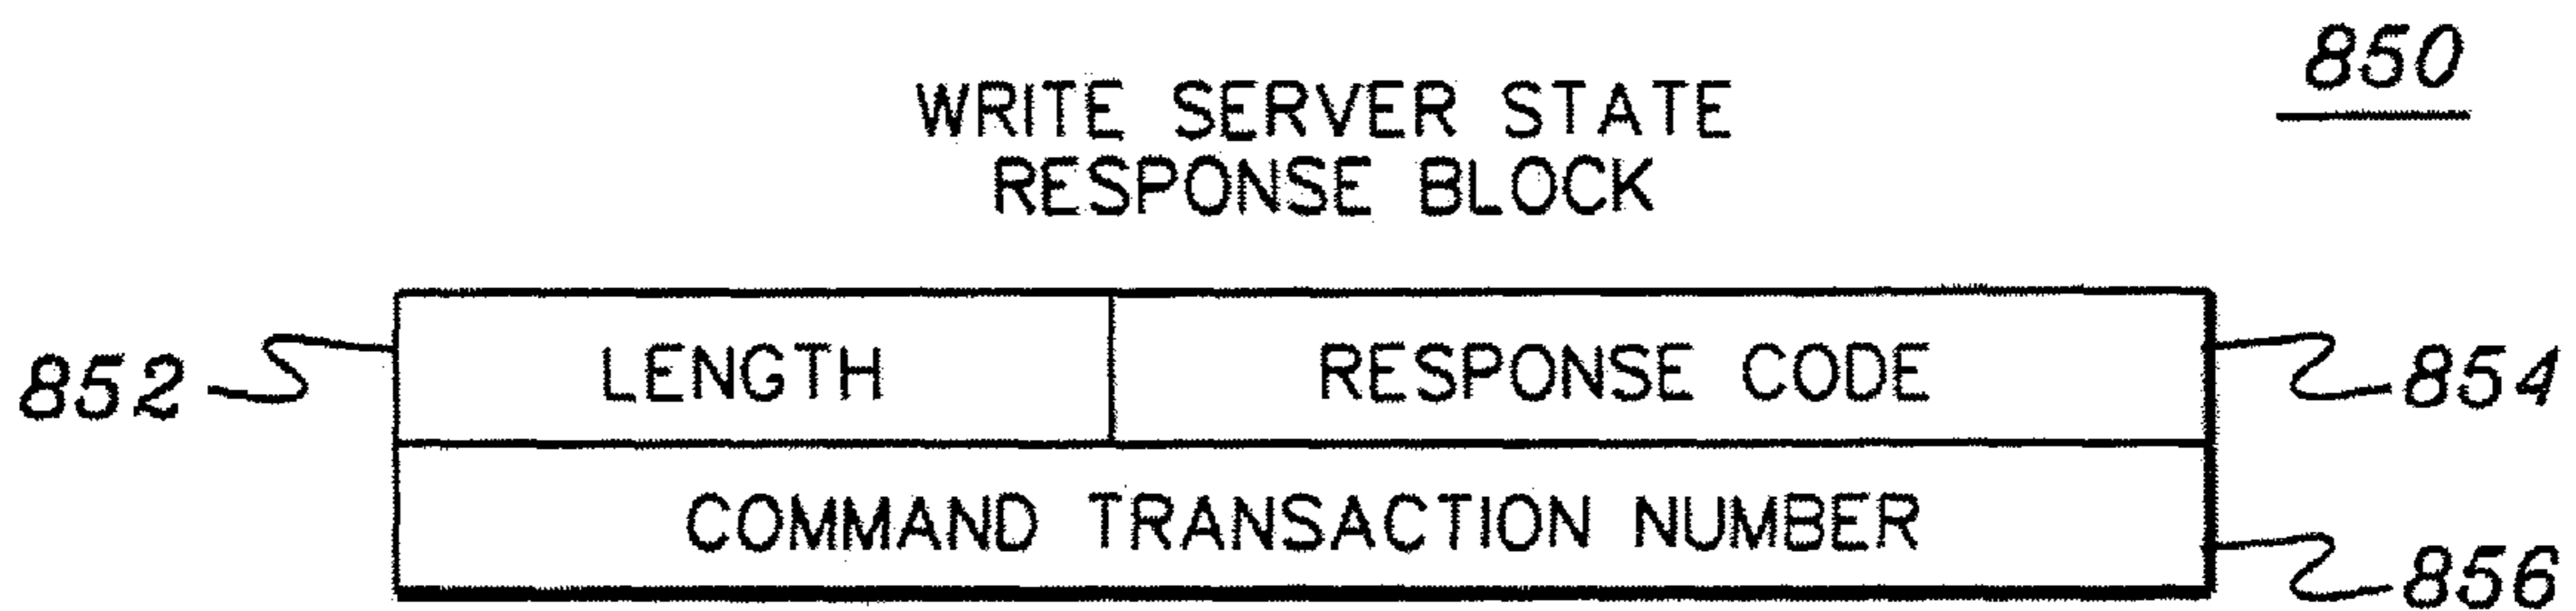 850
WRITE SERVER STATE
RESPONSE BLOCK
852 LENGTH RESPONSE CODE 854
COMMAND TRANSACTION NUMBER 856